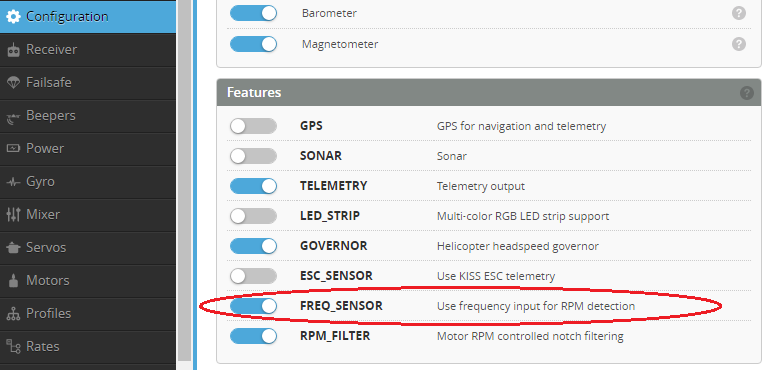 Configuration
Receiver
Failsafe
Beepers
Power
Gyro
Mixer
Servos
Motors
Profiles
Rates
Barometer ?
Magnetometer ?
Features ?
GPS GPS for navigation and telemetry
SONAR Sonar
TELEMETRY Telemetry output
LED_STRIP Multi-color RGB LED strip support
GOVERNOR Helicopter headspeed governor
ESC_SENSOR Use KISS ESC telemetry
FREQ_SENSOR Use frequency input for RPM detection
RPM_FILTER Motor RPM controlled notch filtering